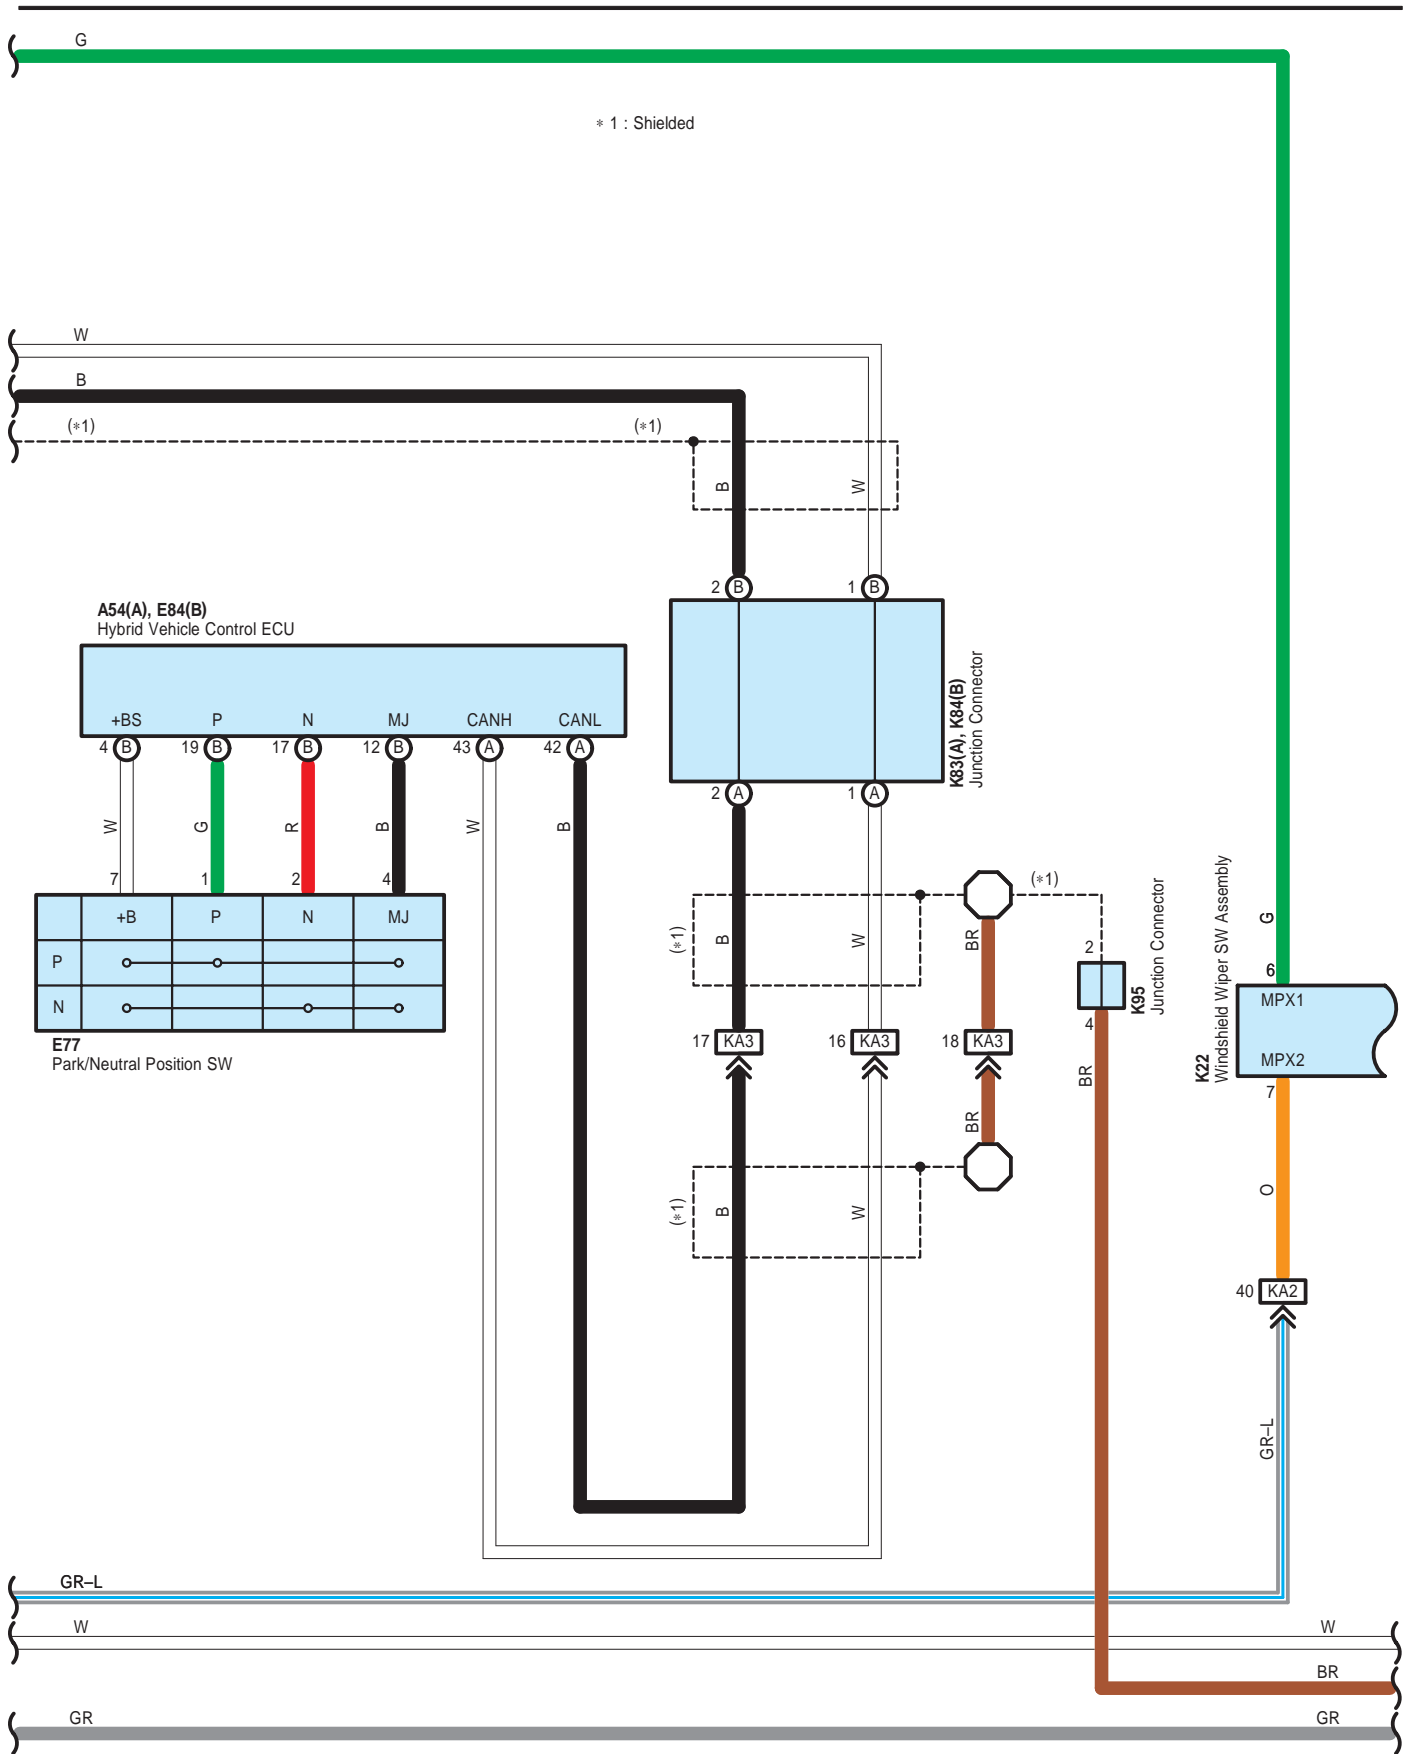 G
* 1 : Shielded
W
B
(*1)
(*1)
B
W
2 B
1 B
A54(A), E84(B)
Hybrid Vehicle Control ECU
+BS P N MJ CANH CANL
4 B 19 B 17 B 12 B 43 A 42 A
K83(A), K84(B)
Junction Connector
2 A
1 A
W G R B W B
7 1 2 4
+B P N MJ
P
N
E77
Park/Neutral Position SW
(*1)
B
W
BR
(*1)
2
K95
Junction Connector
4
BR
17 KA3
16 KA3
18 KA3
BR
(*1)
B
W
G
6
MPX1
MPX2
K22
Windshield Wiper SW Assembly
7
O
40 KA2
GR–L
GR–L
W
W
BR
GR
GR